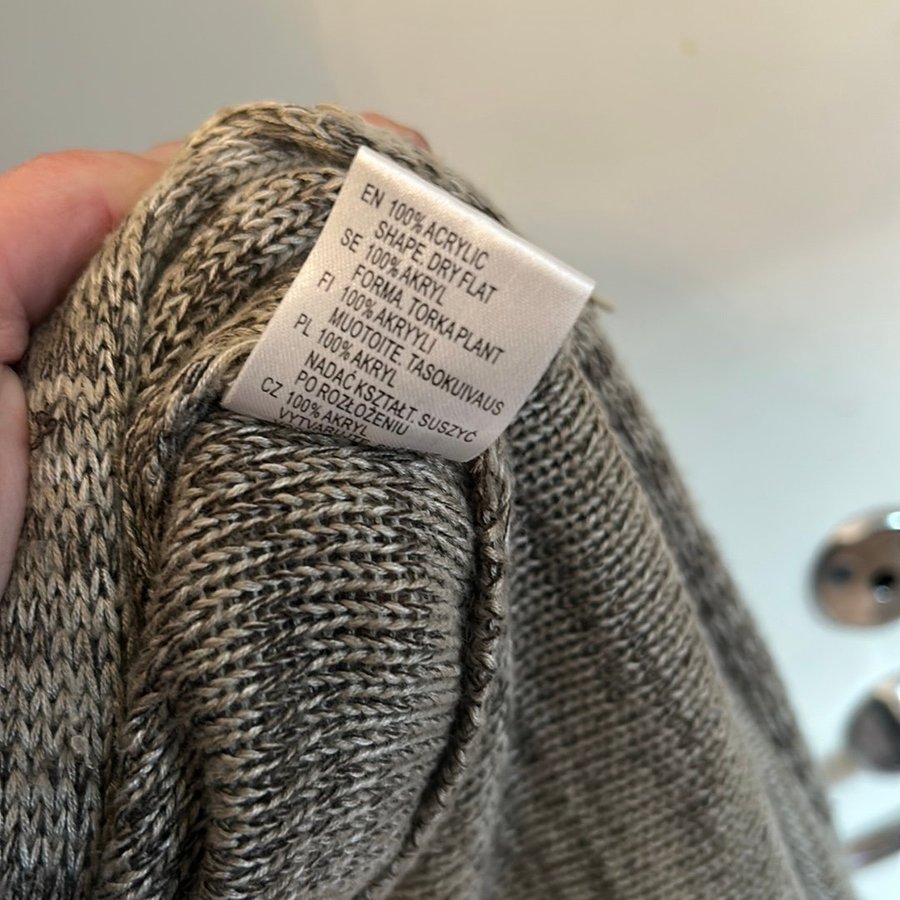 EN 100% ACRYLIC
SHAPE. DRY FLAT
SE 100% AKRYL
FORMA. TORKA PLANT
FI 100% AKRYYLI
MUOTOITE. TASOKUIVAUS
PL 100% AKRYL
NADAĆ KSZTAŁT. SUSZYĆ
PO ROZŁOŻENIU
CZ 100% AKRYL